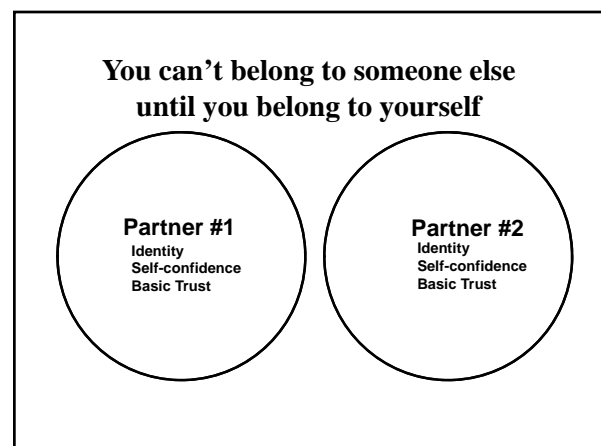 You can’t belong to someone else
until you belong to yourself
Partner #1
Identity
Self-confidence
Basic Trust
Partner #2
Identity
Self-confidence
Basic Trust